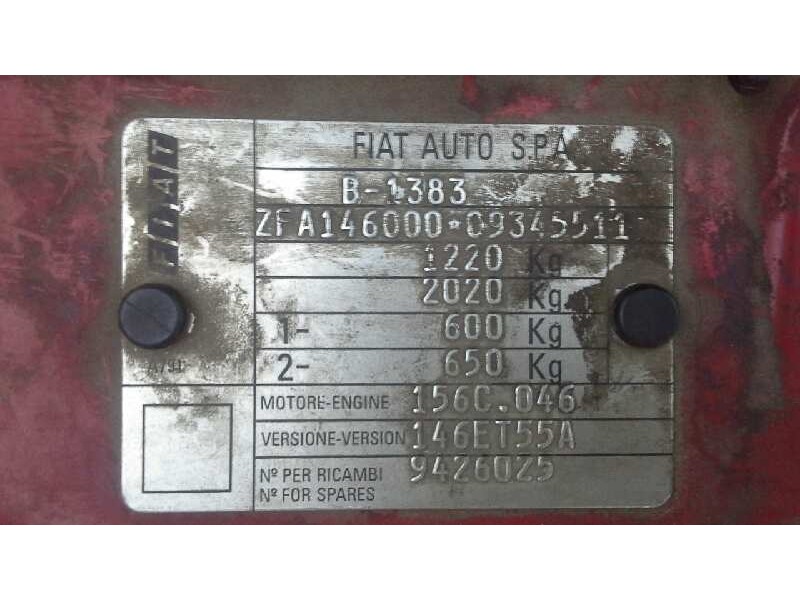 FIAT
FIAT AUTO S.P.A.
B-1383
ZFA146000*09345511
1220 Kg
2020 Kg
1- 600 Kg
2- 650 Kg
MOTORE-ENGINE 156C.046
VERSIONE-VERSION 146ET55A
Nº PER RICAMBI 9426025
Nº FOR SPARES